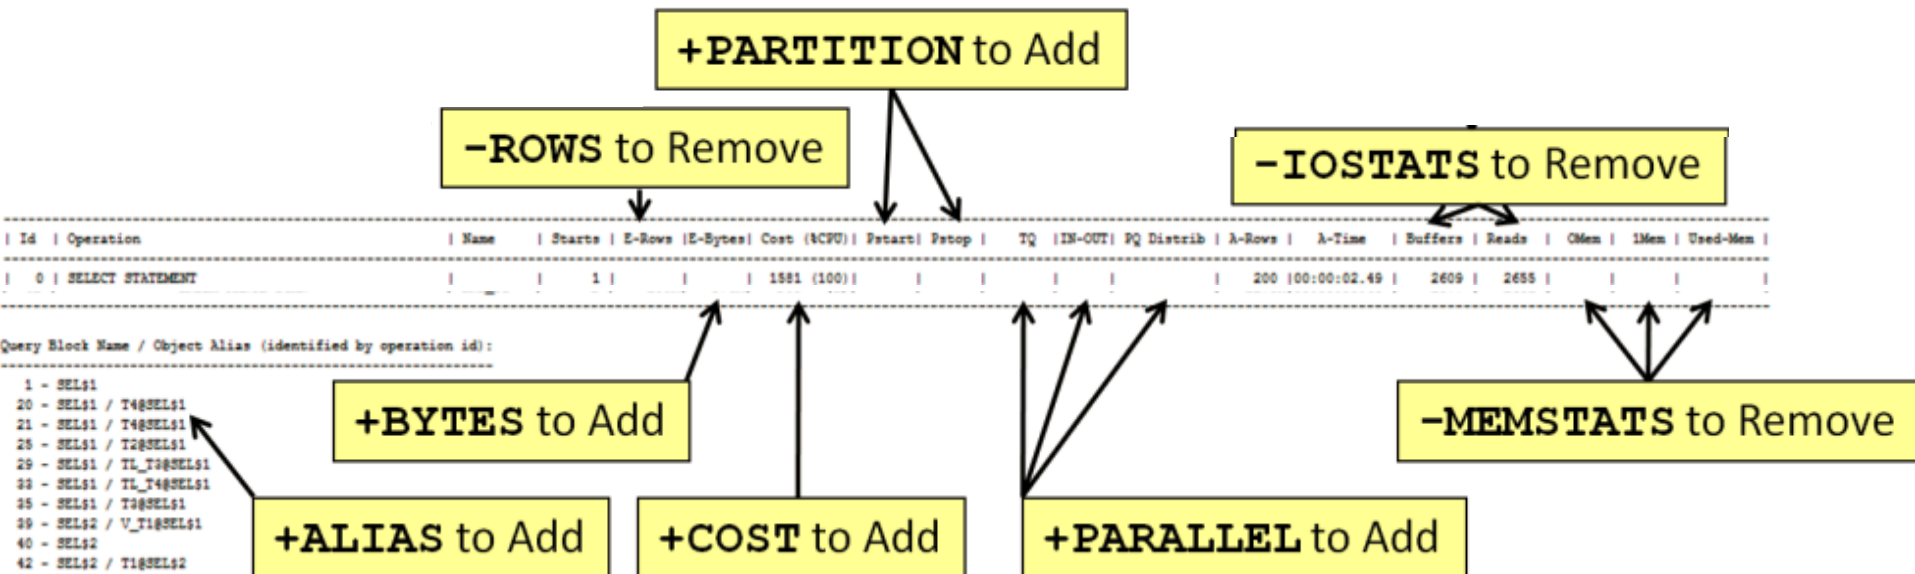 +PARTITION to Add
-ROWS to Remove
-IOSTATS to Remove
| Id | Operation | Name | Starts | E-Rows |E-Bytes| Cost (%CPU)| Pstart| Pstop | TQ |IN-OUT| PQ Distrib | A-Rows | A-Time | Buffers | Reads | OMem | 1Mem | Used-Mem |
| 0 | SELECT STATEMENT | | 1 | | | 1581 (100)| | | | | | 200 |00:00:02.49 | 2609 | 2655 | | | |
Query Block Name / Object Alias (identified by operation id):
1 - SEL$1
20 - SEL$1 / T4@SEL$1
21 - SEL$1 / T4@SEL$1
25 - SEL$1 / T2@SEL$1
29 - SEL$1 / TL_T3@SEL$1
33 - SEL$1 / TL_T4@SEL$1
35 - SEL$1 / T3@SEL$1
39 - SEL$2 / V_T1@SEL$1
40 - SEL$2
42 - SEL$2 / T1@SEL$2
+BYTES to Add
-MEMSTATS to Remove
+ALIAS to Add
+COST to Add
+PARALLEL to Add